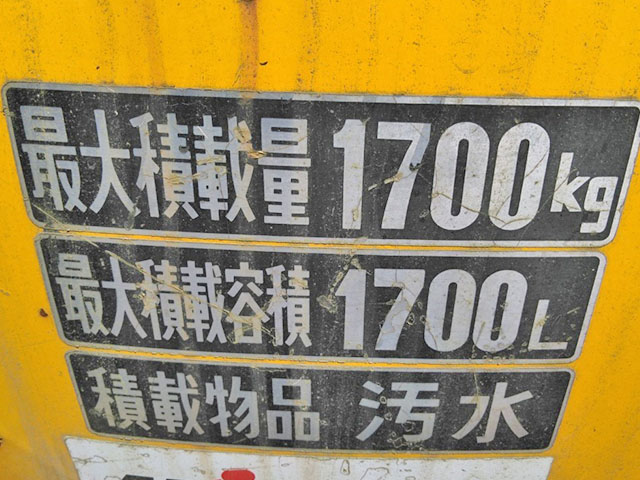 最大積載量 1700kg
最大積載容積 1700L
積載物品 汚水